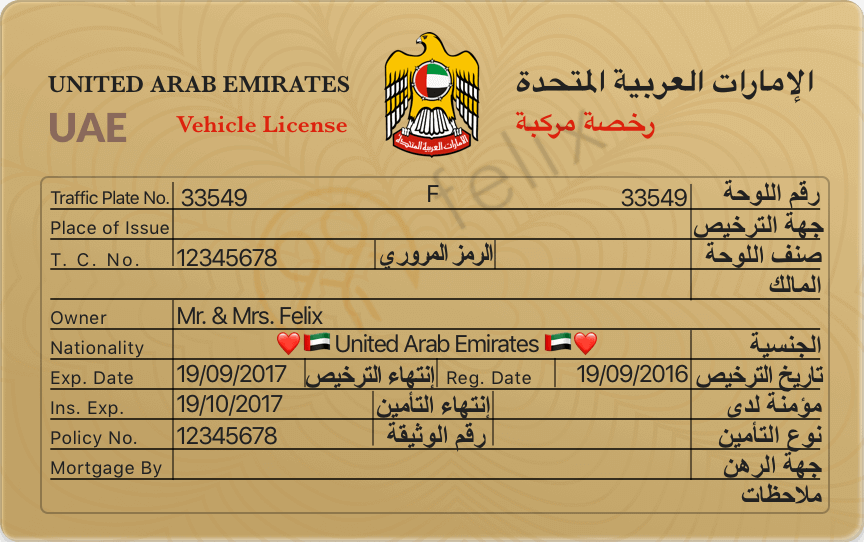 UNITED ARAB EMIRATES الإمارات العربية المتحدة
UAE Vehicle License رخصة مركبة
الإمارات العربية المتحدة
felix
Traffic Plate No. 33549 F 33549 رقم اللوحة
Place of Issue جهة الترخيص
T. C. No. 12345678 الرمز المروري صنف اللوحة
المالك
Owner Mr. & Mrs. Felix
Nationality ❤️🇦🇪 United Arab Emirates 🇦🇪❤️ الجنسية
Exp. Date 19/09/2017 إنتهاء الترخيص Reg. Date 19/09/2016 تاريخ الترخيص
Ins. Exp. 19/10/2017 إنتهاء التأمين مؤمنة لدى
Policy No. 12345678 رقم الوثيقة نوع التأمين
Mortgage By جهة الرهن
ملاحظات